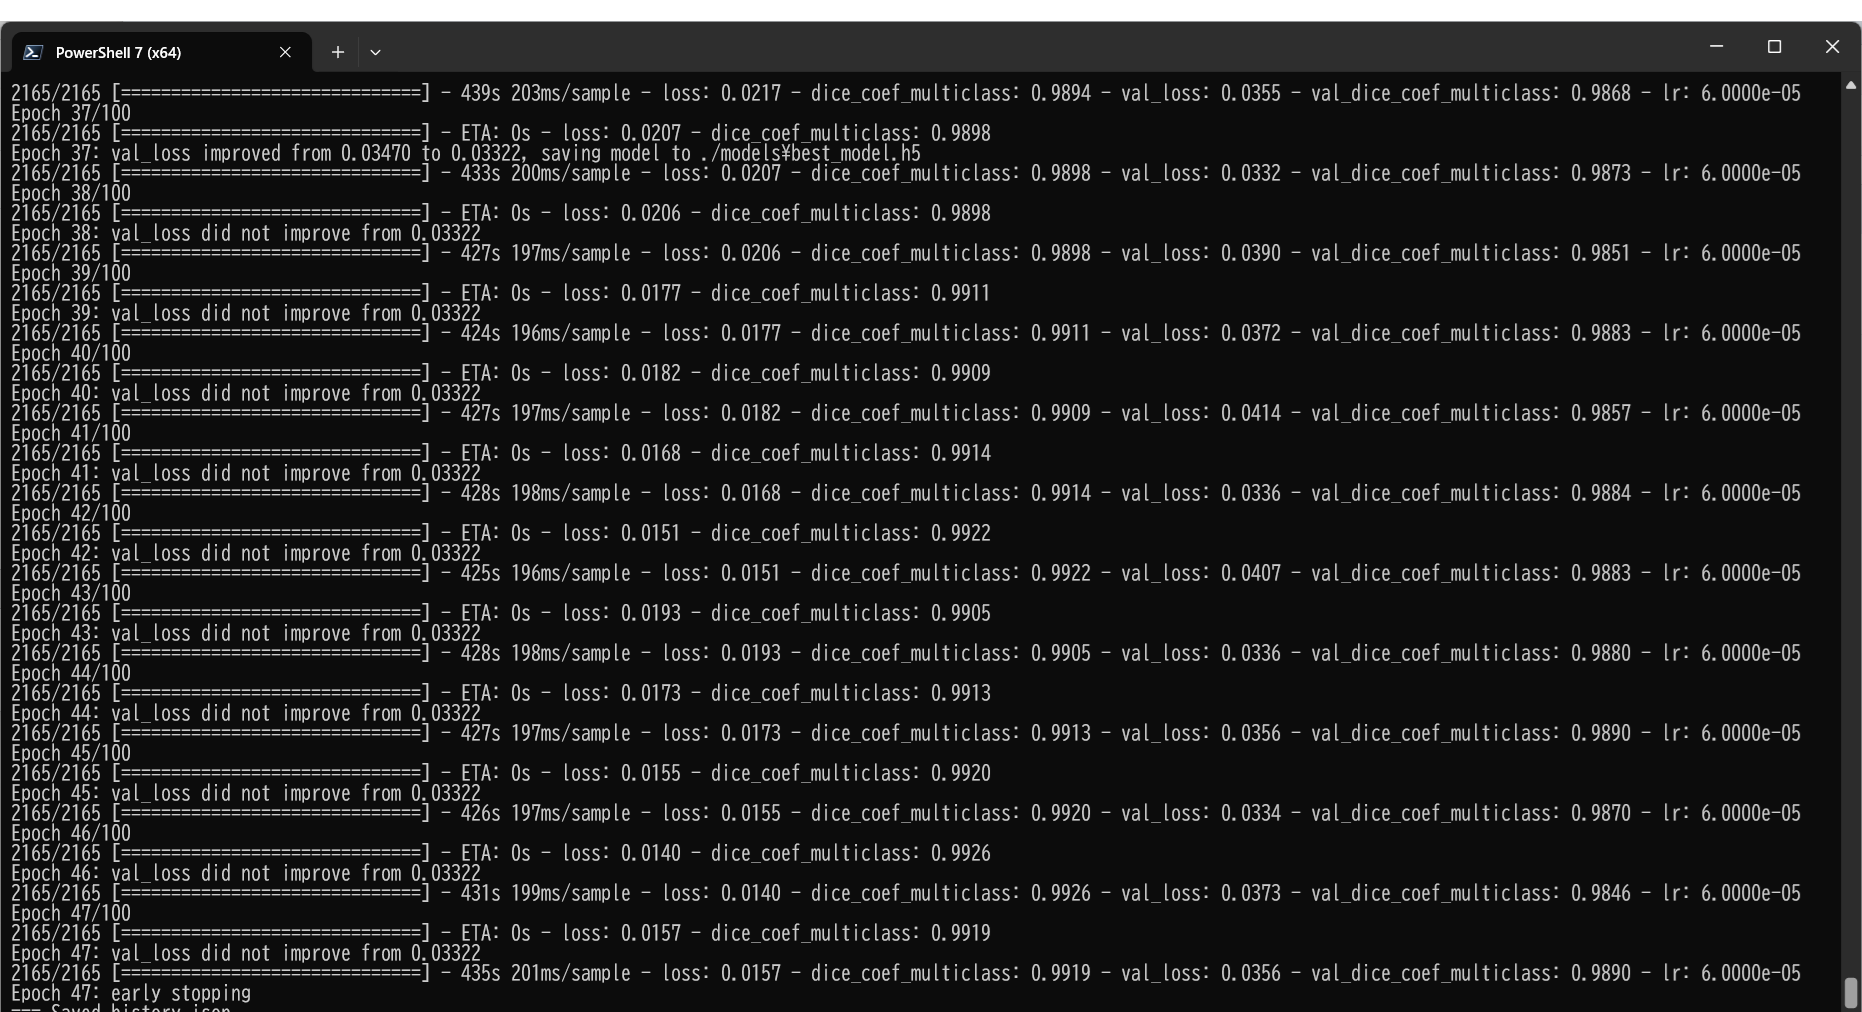 PowerShell 7 (x64)
2165/2165 [==============================] - 439s 203ms/sample - loss: 0.0217 - dice_coef_multiclass: 0.9894 - val_loss: 0.0355 - val_dice_coef_multiclass: 0.9868 - lr: 6.0000e-05
Epoch 37/100
2165/2165 [==============================] - ETA: 0s - loss: 0.0207 - dice_coef_multiclass: 0.9898
Epoch 37: val_loss improved from 0.03470 to 0.03322, saving model to ./models¥best_model.h5
2165/2165 [==============================] - 433s 200ms/sample - loss: 0.0207 - dice_coef_multiclass: 0.9898 - val_loss: 0.0332 - val_dice_coef_multiclass: 0.9873 - lr: 6.0000e-05
Epoch 38/100
2165/2165 [==============================] - ETA: 0s - loss: 0.0206 - dice_coef_multiclass: 0.9898
Epoch 38: val_loss did not improve from 0.03322
2165/2165 [==============================] - 427s 197ms/sample - loss: 0.0206 - dice_coef_multiclass: 0.9898 - val_loss: 0.0390 - val_dice_coef_multiclass: 0.9851 - lr: 6.0000e-05
Epoch 39/100
2165/2165 [==============================] - ETA: 0s - loss: 0.0177 - dice_coef_multiclass: 0.9911
Epoch 39: val_loss did not improve from 0.03322
2165/2165 [==============================] - 424s 196ms/sample - loss: 0.0177 - dice_coef_multiclass: 0.9911 - val_loss: 0.0372 - val_dice_coef_multiclass: 0.9883 - lr: 6.0000e-05
Epoch 40/100
2165/2165 [==============================] - ETA: 0s - loss: 0.0182 - dice_coef_multiclass: 0.9909
Epoch 40: val_loss did not improve from 0.03322
2165/2165 [==============================] - 427s 197ms/sample - loss: 0.0182 - dice_coef_multiclass: 0.9909 - val_loss: 0.0414 - val_dice_coef_multiclass: 0.9857 - lr: 6.0000e-05
Epoch 41/100
2165/2165 [==============================] - ETA: 0s - loss: 0.0168 - dice_coef_multiclass: 0.9914
Epoch 41: val_loss did not improve from 0.03322
2165/2165 [==============================] - 428s 198ms/sample - loss: 0.0168 - dice_coef_multiclass: 0.9914 - val_loss: 0.0336 - val_dice_coef_multiclass: 0.9884 - lr: 6.0000e-05
Epoch 42/100
2165/2165 [==============================] - ETA: 0s - loss: 0.0151 - dice_coef_multiclass: 0.9922
Epoch 42: val_loss did not improve from 0.03322
2165/2165 [==============================] - 425s 196ms/sample - loss: 0.0151 - dice_coef_multiclass: 0.9922 - val_loss: 0.0407 - val_dice_coef_multiclass: 0.9883 - lr: 6.0000e-05
Epoch 43/100
2165/2165 [==============================] - ETA: 0s - loss: 0.0193 - dice_coef_multiclass: 0.9905
Epoch 43: val_loss did not improve from 0.03322
2165/2165 [==============================] - 428s 198ms/sample - loss: 0.0193 - dice_coef_multiclass: 0.9905 - val_loss: 0.0336 - val_dice_coef_multiclass: 0.9880 - lr: 6.0000e-05
Epoch 44/100
2165/2165 [==============================] - ETA: 0s - loss: 0.0173 - dice_coef_multiclass: 0.9913
Epoch 44: val_loss did not improve from 0.03322
2165/2165 [==============================] - 427s 197ms/sample - loss: 0.0173 - dice_coef_multiclass: 0.9913 - val_loss: 0.0356 - val_dice_coef_multiclass: 0.9890 - lr: 6.0000e-05
Epoch 45/100
2165/2165 [==============================] - ETA: 0s - loss: 0.0155 - dice_coef_multiclass: 0.9920
Epoch 45: val_loss did not improve from 0.03322
2165/2165 [==============================] - 426s 197ms/sample - loss: 0.0155 - dice_coef_multiclass: 0.9920 - val_loss: 0.0334 - val_dice_coef_multiclass: 0.9870 - lr: 6.0000e-05
Epoch 46/100
2165/2165 [==============================] - ETA: 0s - loss: 0.0140 - dice_coef_multiclass: 0.9926
Epoch 46: val_loss did not improve from 0.03322
2165/2165 [==============================] - 431s 199ms/sample - loss: 0.0140 - dice_coef_multiclass: 0.9926 - val_loss: 0.0373 - val_dice_coef_multiclass: 0.9846 - lr: 6.0000e-05
Epoch 47/100
2165/2165 [==============================] - ETA: 0s - loss: 0.0157 - dice_coef_multiclass: 0.9919
Epoch 47: val_loss did not improve from 0.03322
2165/2165 [==============================] - 435s 201ms/sample - loss: 0.0157 - dice_coef_multiclass: 0.9919 - val_loss: 0.0356 - val_dice_coef_multiclass: 0.9890 - lr: 6.0000e-05
Epoch 47: early stopping
=== Saved history.json